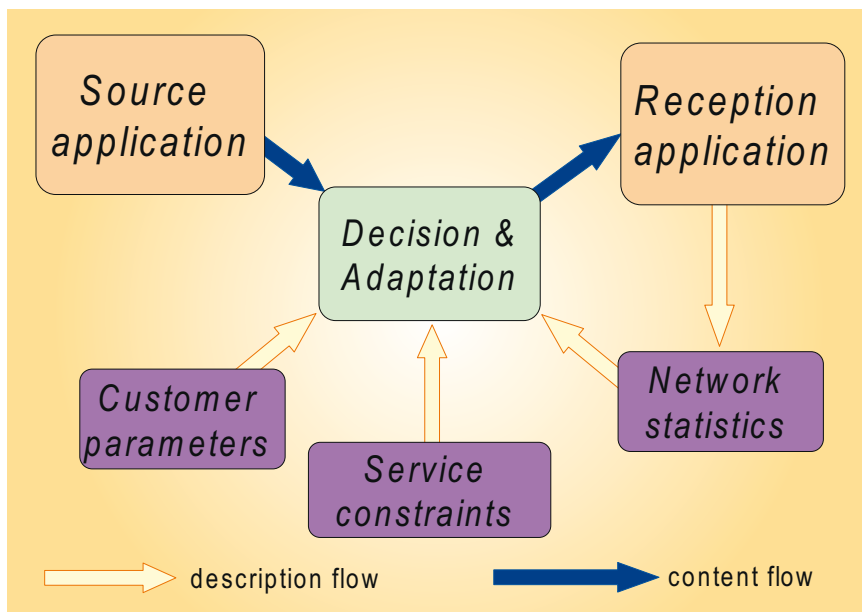 Source
application
Reception
application
Decision &
Adaptation
Customer
parameters
Service
constraints
Network
statistics
description flow
content flow